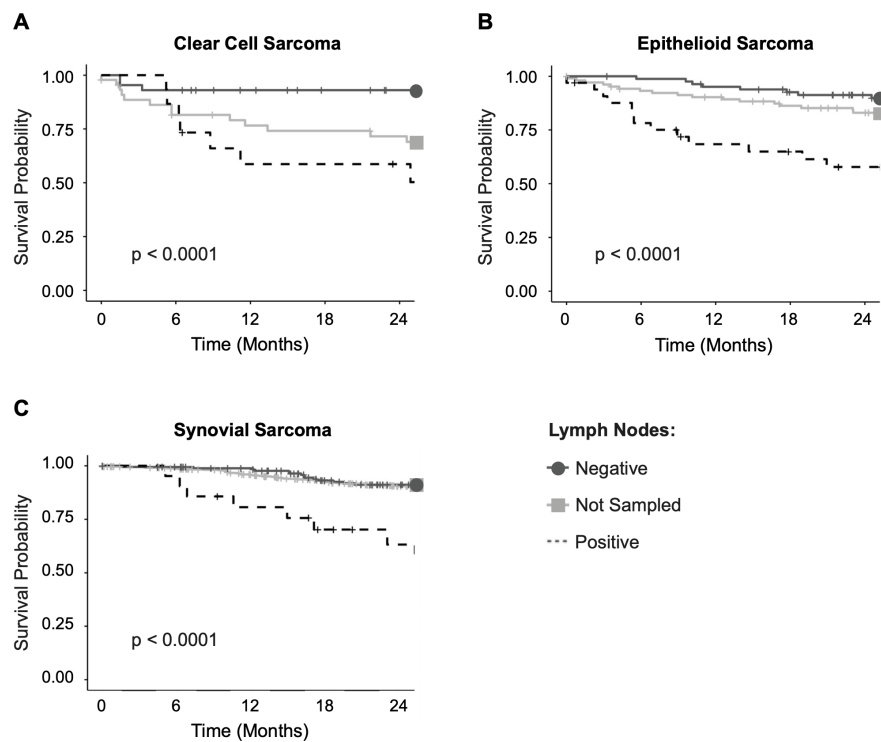 A
Clear Cell Sarcoma
1.00
0.75
0.50
0.25
0.00
Survival Probability
p < 0.0001
0 6 12 18 24
Time (Months)
B
Epithelioid Sarcoma
1.00
0.75
0.50
0.25
0.00
Survival Probability
p < 0.0001
0 6 12 18 24
Time (Months)
C
Synovial Sarcoma
1.00
0.75
0.50
0.25
0.00
Survival Probability
p < 0.0001
0 6 12 18 24
Time (Months)
Lymph Nodes:
Negative
Not Sampled
Positive